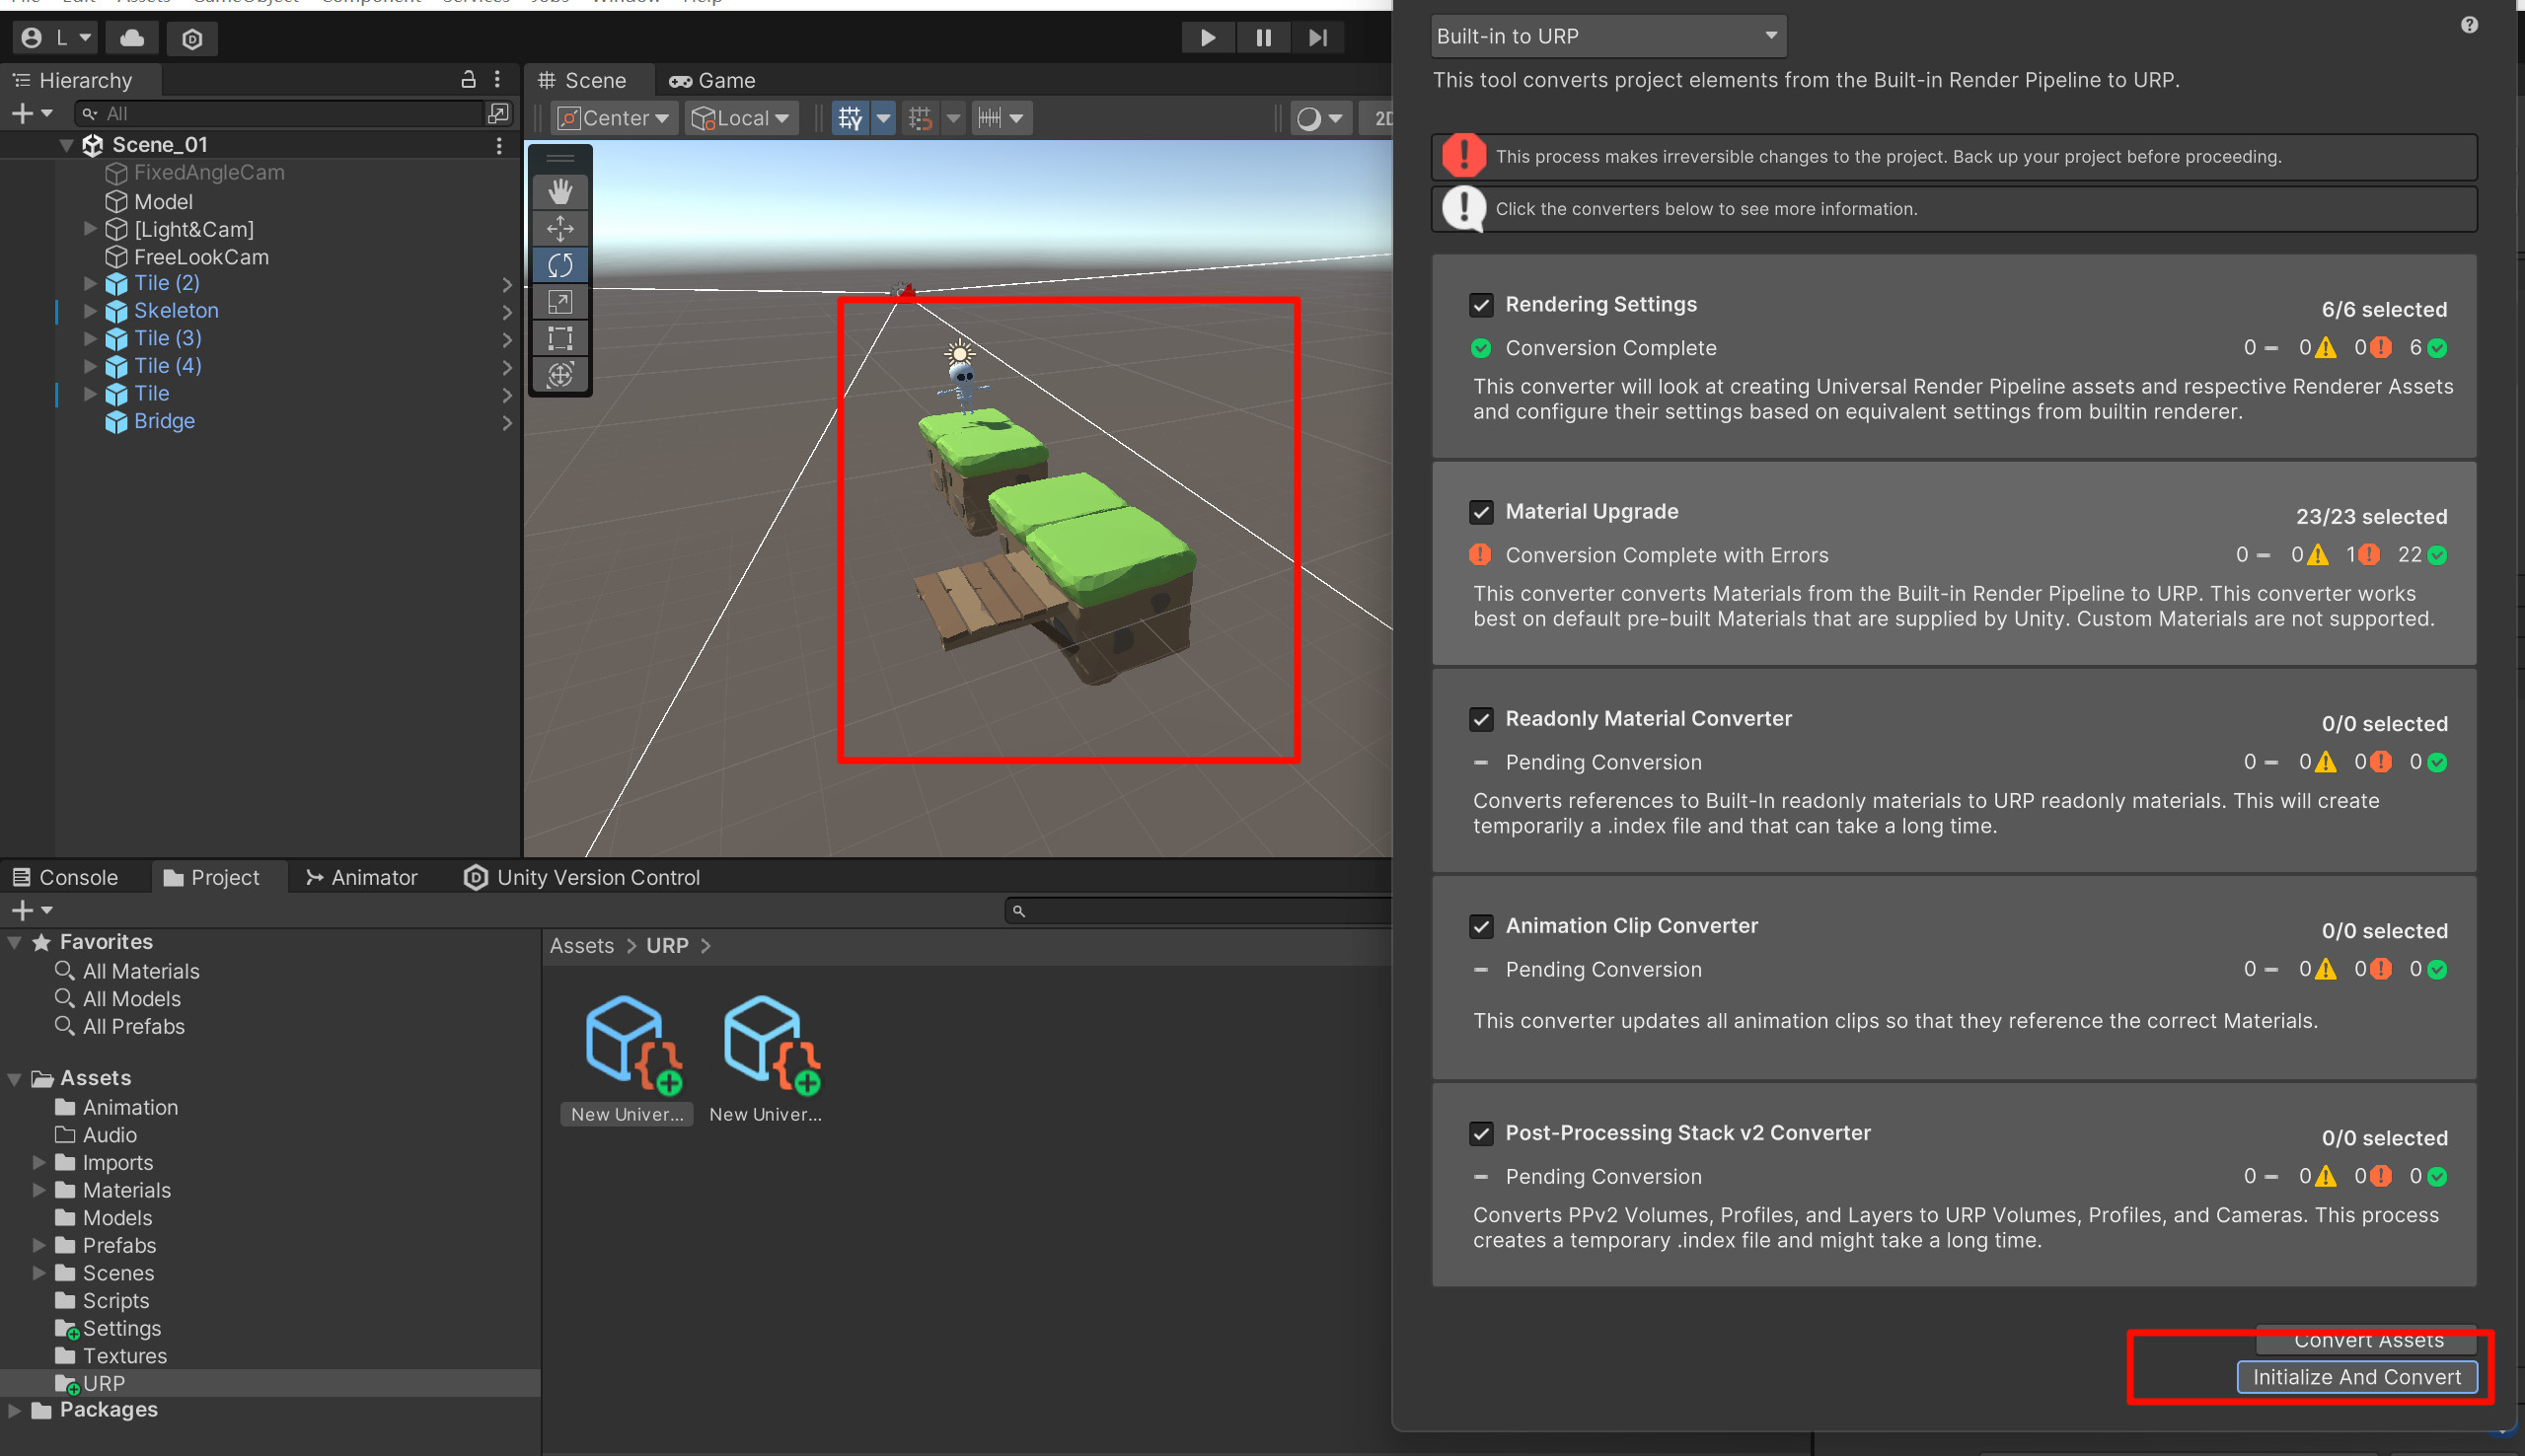 File Edit Assets GameObject Component Services Jobs Window Help
L
Hierarchy
All
Scene_01
FixedAngleCam
Model
[Light&Cam]
FreeLookCam
Tile (2)
Skeleton
Tile (3)
Tile (4)
Tile
Bridge
Scene
Game
Center
Local
2D
Console
Project
Animator
Unity Version Control
Favorites
All Materials
All Models
All Prefabs
Assets
Animation
Audio
Imports
Materials
Models
Prefabs
Scenes
Scripts
Settings
Textures
URP
Packages
Assets > URP >
New Univer...
New Univer...
Built-in to URP
This tool converts project elements from the Built-in Render Pipeline to URP.
This process makes irreversible changes to the project. Back up your project before proceeding.
Click the converters below to see more information.
Rendering Settings
6/6 selected
Conversion Complete
0 0 0 6
This converter will look at creating Universal Render Pipeline assets and respective Renderer Assets
and configure their settings based on equivalent settings from builtin renderer.
Material Upgrade
23/23 selected
Conversion Complete with Errors
0 0 1 22
This converter converts Materials from the Built-in Render Pipeline to URP. This converter works
best on default pre-built Materials that are supplied by Unity. Custom Materials are not supported.
Readonly Material Converter
0/0 selected
Pending Conversion
0 0 0 0
Converts references to Built-In readonly materials to URP readonly materials. This will create
temporarily a .index file and that can take a long time.
Animation Clip Converter
0/0 selected
Pending Conversion
0 0 0 0
This converter updates all animation clips so that they reference the correct Materials.
Post-Processing Stack v2 Converter
0/0 selected
Pending Conversion
0 0 0 0
Converts PPv2 Volumes, Profiles, and Layers to URP Volumes, Profiles, and Cameras. This process
creates a temporary .index file and might take a long time.
Convert Assets
Initialize And Convert